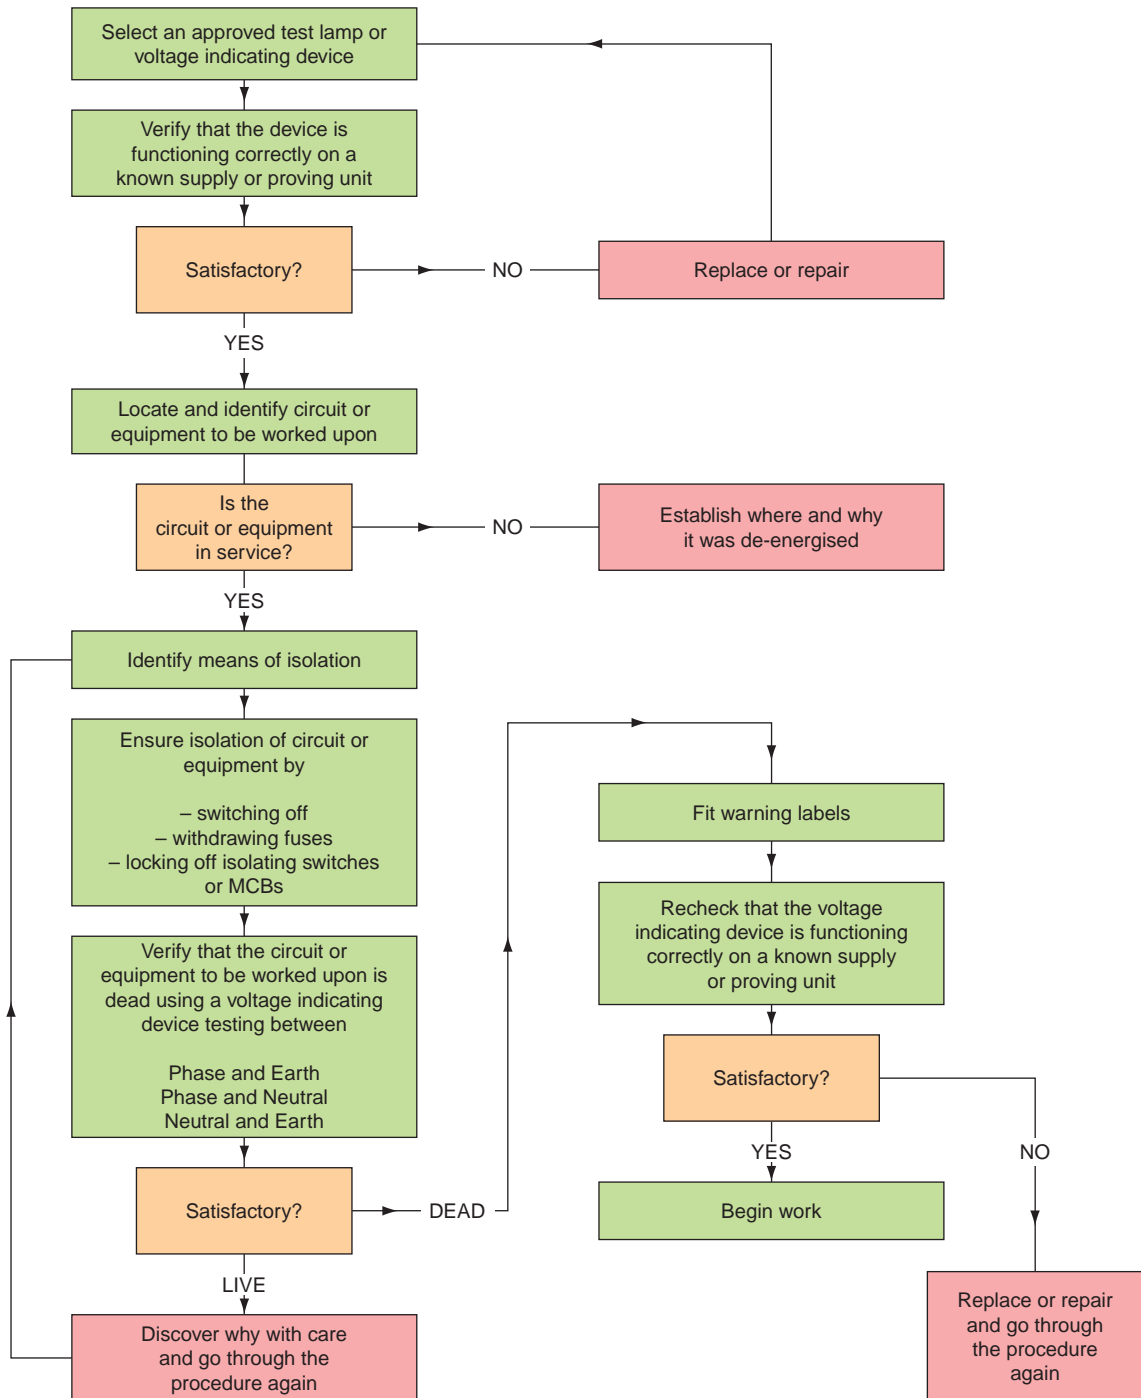 Select an approved test lamp or
voltage indicating device
Verify that the device is
functioning correctly on a
known supply or proving unit
Satisfactory?
NO
Replace or repair
YES
Locate and identify circuit or
equipment to be worked upon
Is the
circuit or equipment
in service?
NO
Establish where and why
it was de-energised
YES
Identify means of isolation
Ensure isolation of circuit or
equipment by
– switching off
– withdrawing fuses
– locking off isolating switches
or MCBs
Verify that the circuit or
equipment to be worked upon is
dead using a voltage indicating
device testing between
Phase and Earth
Phase and Neutral
Neutral and Earth
Satisfactory?
DEAD
LIVE
Discover why with care
and go through the
procedure again
Fit warning labels
Recheck that the voltage
indicating device is functioning
correctly on a known supply
or proving unit
Satisfactory?
YES
NO
Begin work
Replace or repair
and go through
the procedure
again